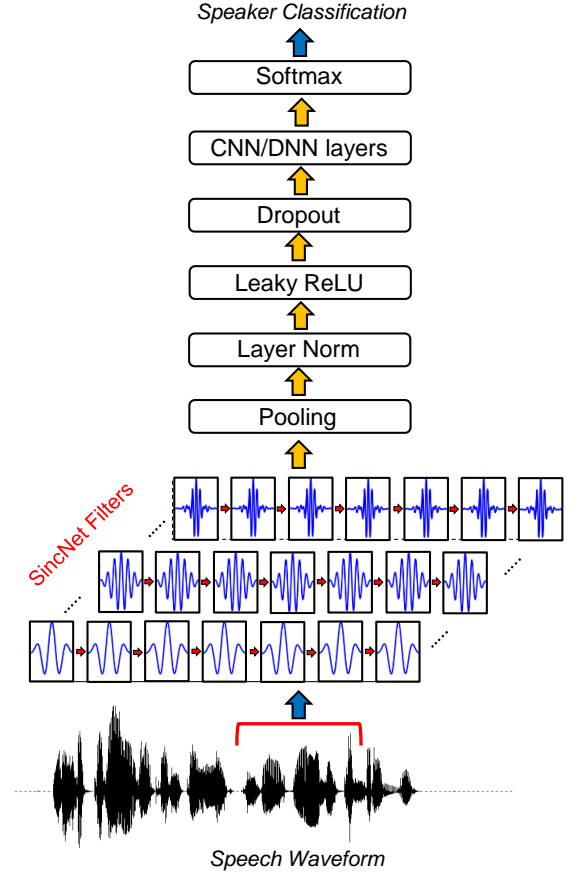 Speaker Classification
Softmax
CNN/DNN layers
Dropout
Leaky ReLU
Layer Norm
Pooling
SincNet Filters
Speech Waveform